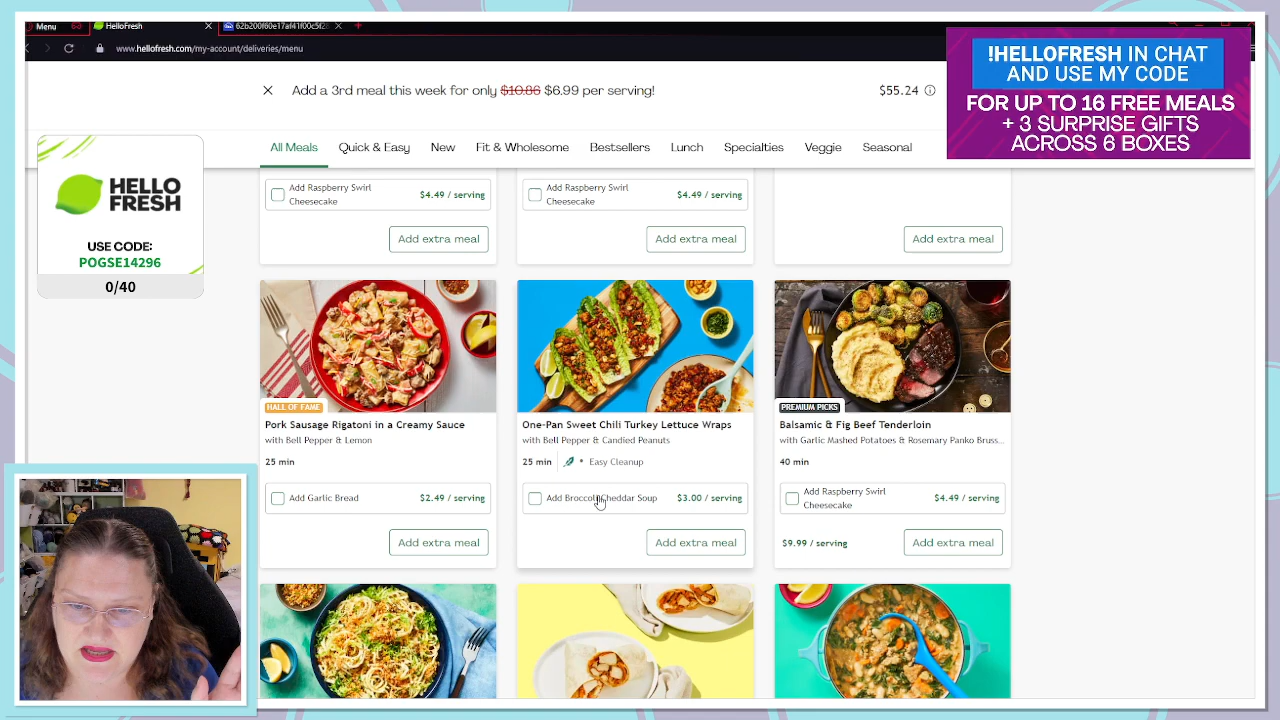 Menu
HelloFresh
62b200f60e17af41f00c5f2
www.hellofresh.com/my-account/deliveries/menu
Add a 3rd meal this week for only $10.86 $6.99 per serving!
$55.24
!HELLOFRESH IN CHAT
AND USE MY CODE
FOR UP TO 16 FREE MEALS
+ 3 SURPRISE GIFTS
ACROSS 6 BOXES
All Meals
Quick & Easy
New
Fit & Wholesome
Bestsellers
Lunch
Specialties
Veggie
Seasonal
HELLO
FRESH
USE CODE:
POGSE14296
0/40
Add Raspberry Swirl
Cheesecake
$4.49 / serving
Add extra meal
Add Raspberry Swirl
Cheesecake
$4.49 / serving
Add extra meal
Add extra meal
HALL OF FAME
Pork Sausage Rigatoni in a Creamy Sauce
with Bell Pepper & Lemon
25 min
Add Garlic Bread
$2.49 / serving
Add extra meal
One-Pan Sweet Chili Turkey Lettuce Wraps
with Bell Pepper & Candied Peanuts
25 min • Easy Cleanup
Add Broccoli Cheddar Soup
$3.00 / serving
Add extra meal
PREMIUM PICKS
Balsamic & Fig Beef Tenderloin
with Garlic Mashed Potatoes & Rosemary Panko Bruss...
40 min
Add Raspberry Swirl
Cheesecake
$4.49 / serving
$9.99 / serving
Add extra meal